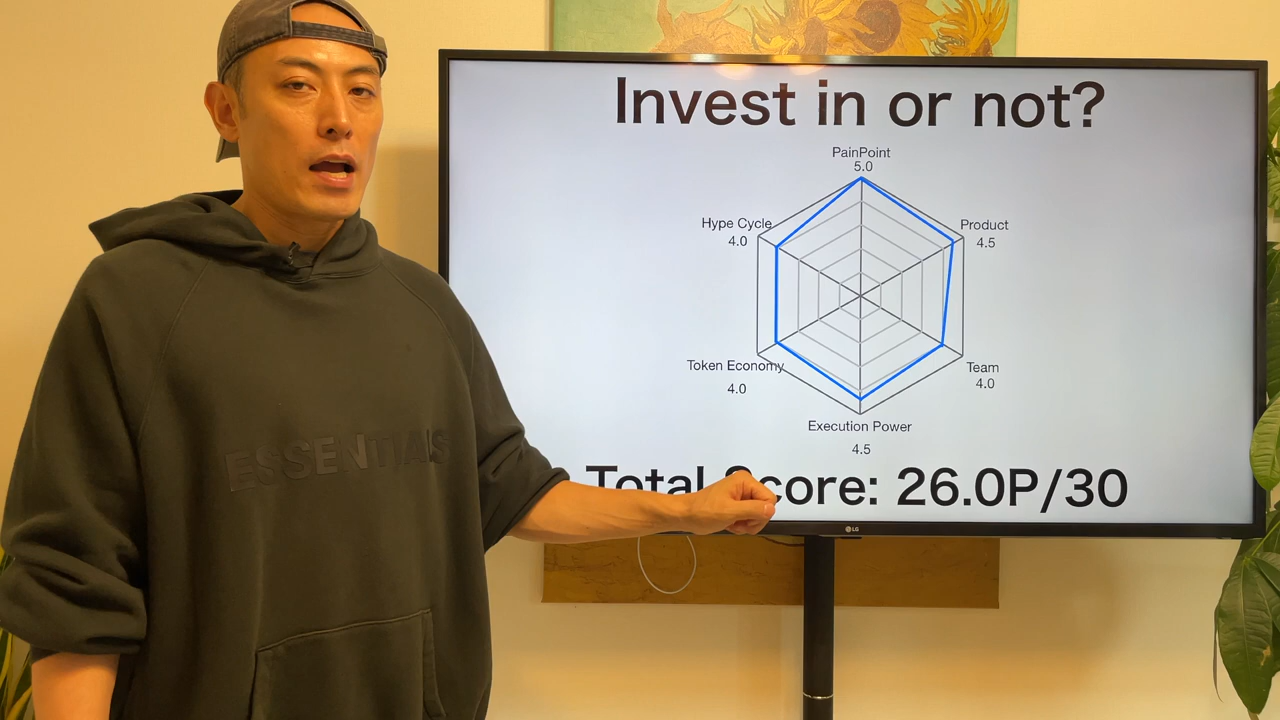 Invest in or not?
PainPoint
5.0
Hype Cycle
4.0
Product
4.5
Token Economy
4.0
Team
4.0
Execution Power
4.5
Total Score: 26.0P/30
LG
ESSENTIALS